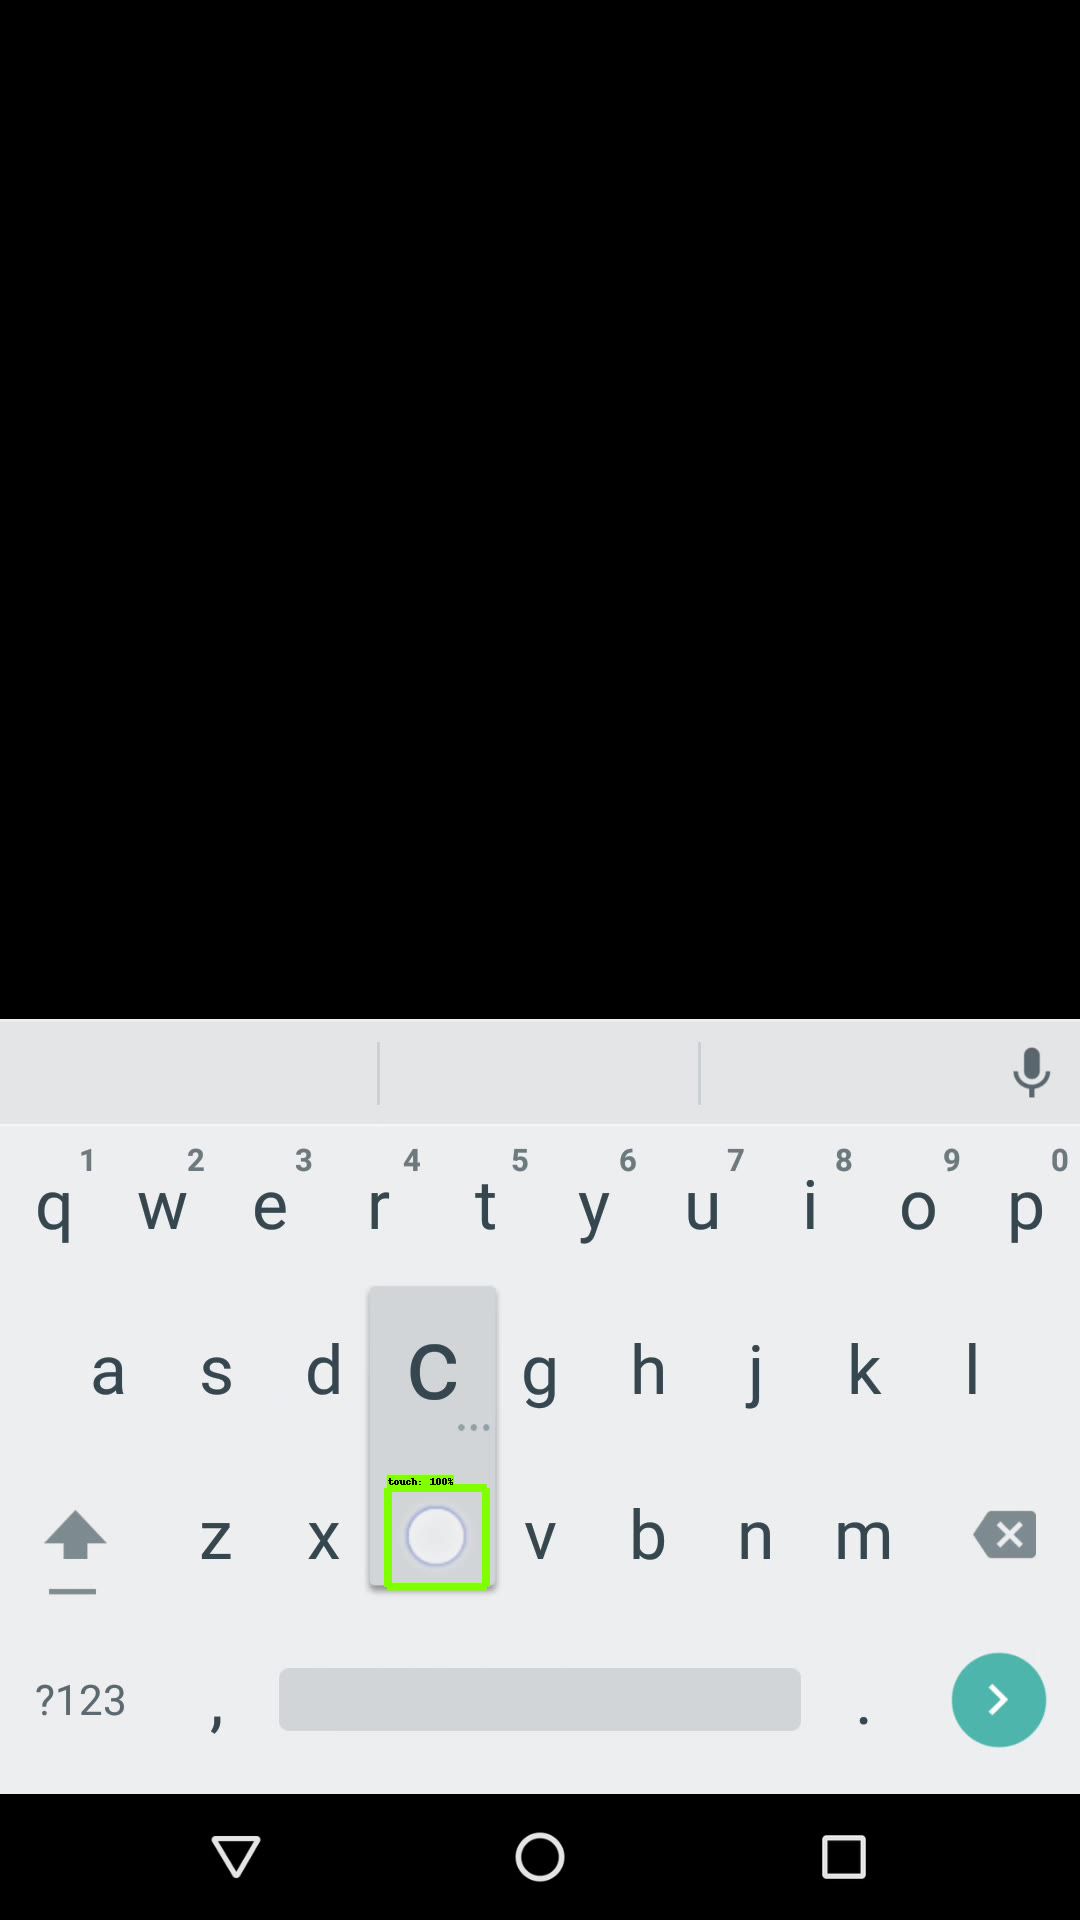 1 2 3 4 5 6 7 8 9 0
q w e r t y u i o p
a s d c g h j k l
...
touch: 100%
z x v b n m
?123 , .